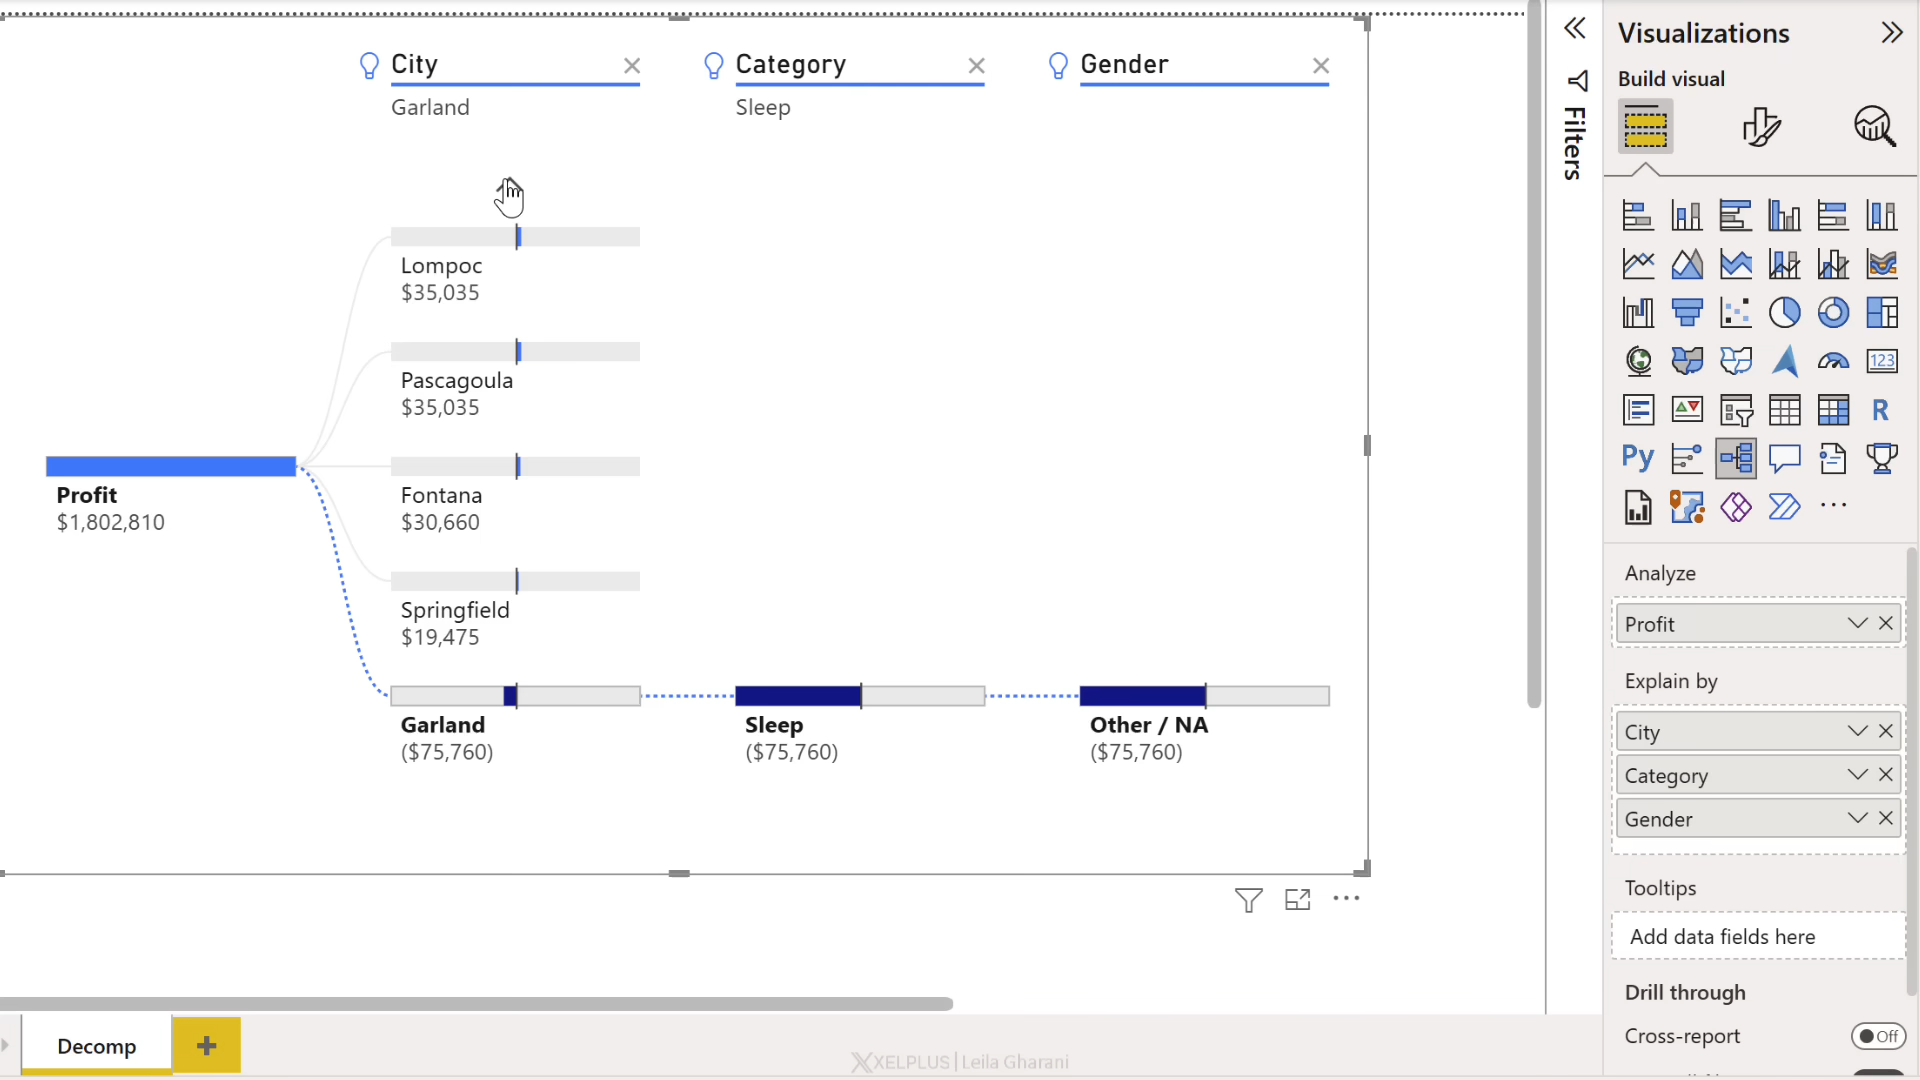 City
Garland
Category
Sleep
Gender
Lompoc
$35,035
Pascagoula
$35,035
Profit
$1,802,810
Fontana
$30,660
Springfield
$19,475
Garland
($75,760)
Sleep
($75,760)
Other / NA
($75,760)
Decomp
XELPLUS | Leila Gharani
Filters
Visualizations
Build visual
123
R
Py
Analyze
Profit
Explain by
City
Category
Gender
Tooltips
Add data fields here
Drill through
Cross-report
Off